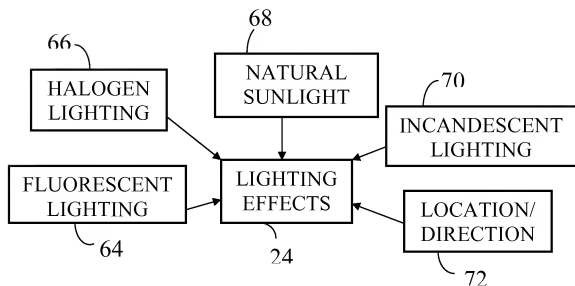 66
HALOGEN
LIGHTING
68
NATURAL
SUNLIGHT
70
INCANDESCENT
LIGHTING
FLUORESCENT
LIGHTING
64
LIGHTING
EFFECTS
24
LOCATION/
DIRECTION
72